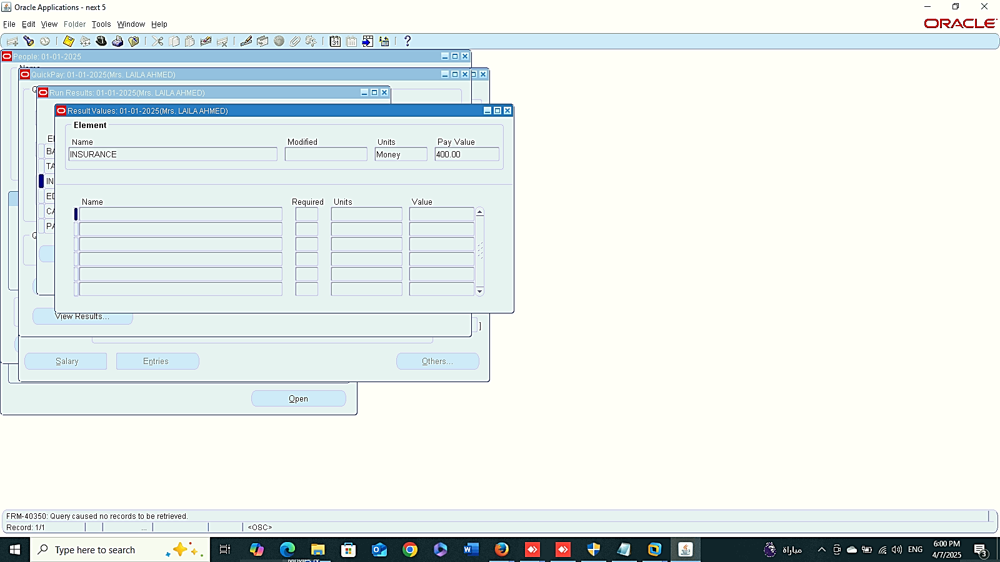 Oracle Applications - next 5
File Edit View Folder Tools Window Help
ORACLE
People: 01-01-2025
Name
QuickPay: 01-01-2025(Mrs. LAILA AHMED)
Run Results: 01-01-2025(Mrs. LAILA AHMED)
Result Values: 01-01-2025(Mrs. LAILA AHMED)
Element
Name Modified Units Pay Value
INSURANCE Money 400.00
El
BA
TA
IN
ED
CA
PA
Name Required Units Value
View Results...
]
Salary Entries Others...
Open
FRM-40350: Query caused no records to be retrieved.
Record: 1/1 ... <OSC>
Type here to search
مباراة
ENG
6:00 PM
4/7/2025
3